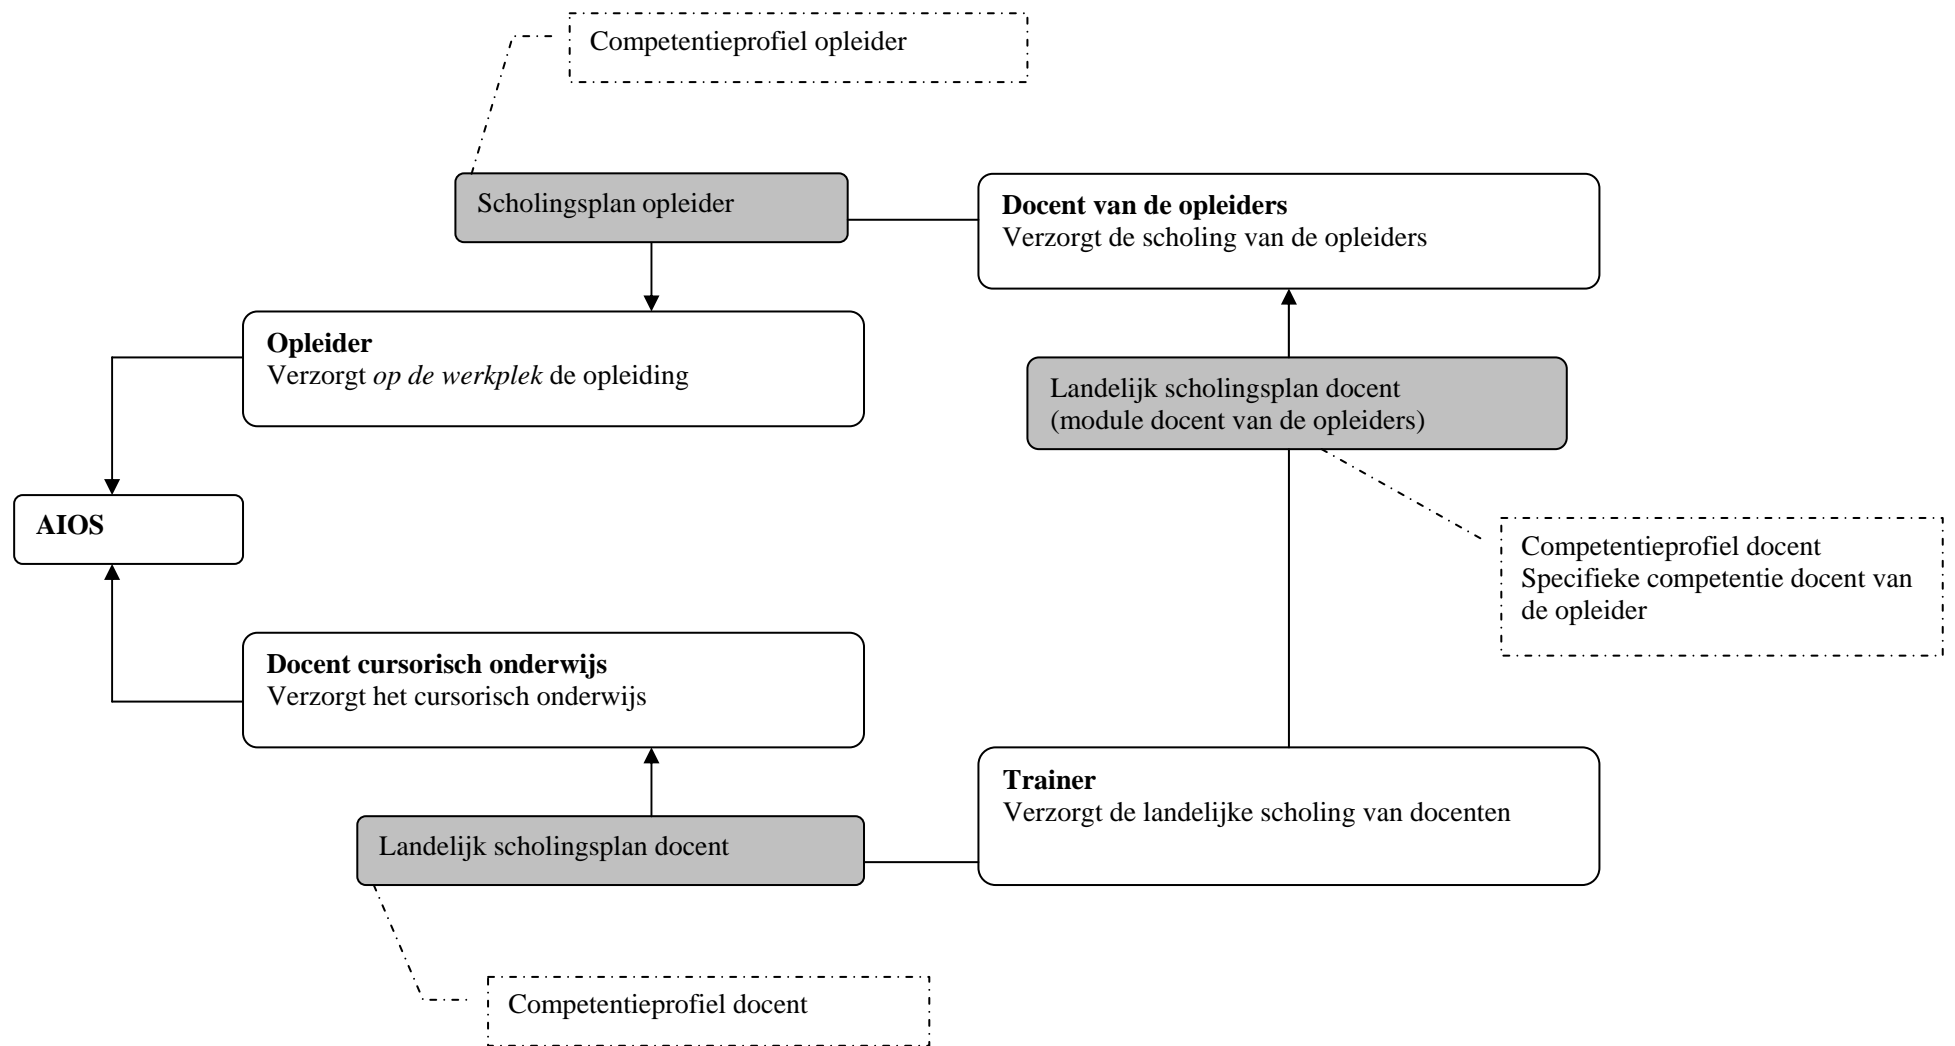 Competentieprofiel opleider
Scholingsplan opleider
Docent van de opleiders
Verzorgt de scholing van de opleiders
Opleider
Verzorgt op de werkplek de opleiding
Landelijk scholingsplan docent
(module docent van de opleiders)
AIOS
Competentieprofiel docent
Specifieke competentie docent van
de opleider
Docent cursorisch onderwijs
Verzorgt het cursorisch onderwijs
Trainer
Verzorgt de landelijke scholing van docenten
Landelijk scholingsplan docent
Competentieprofiel docent